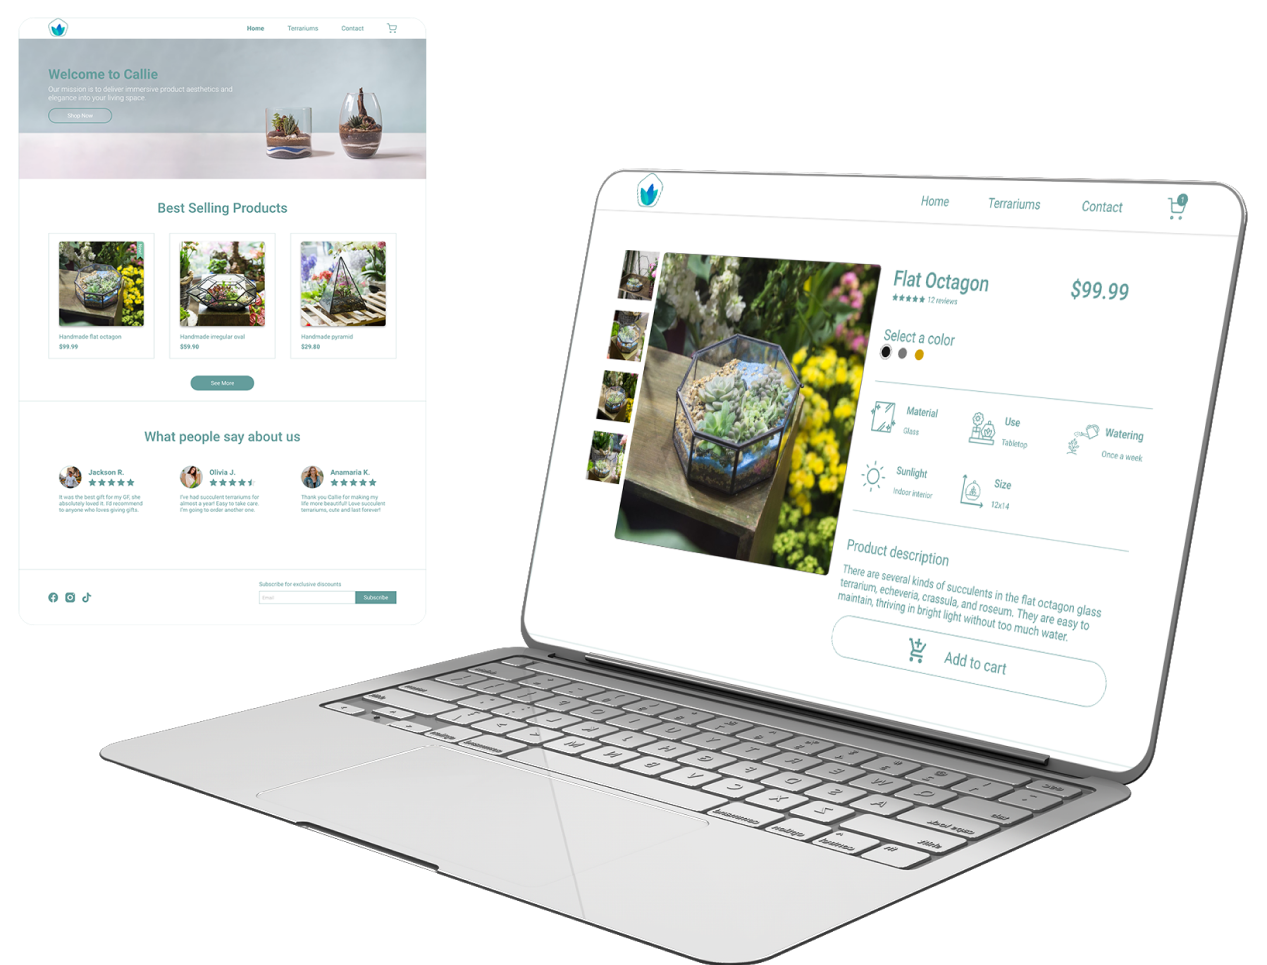 Home Terrariums Contact
Welcome to Callie
Our mission is to deliver immersive product aesthetics and
elegance into your living space
Shop Now
Best Selling Products
Handmade flat octagon
$99.99
Handmade irregular oval
$59.90
Handmade pyramid
$29.80
See More
What people say about us
Jackson R.
It was the best gift for my GF, she
absolutely loved it. I'd recommend
to anyone who loves giving gifts.
Olivia J.
I've had succulent terrariums for
almost a year! Easy to take care.
I'm going to order another one.
Anamaria K.
Thank you Callie for making my
life more beautiful! Love succulent
terrariums, cute and last forever!
Subscribe for exclusive discounts
Email
Subscribe
Home Terrariums Contact
1
Flat Octagon
$99.99
12 reviews
Select a color
Material
Glass
Use
Tabletop
Watering
Once a week
Sunlight
Indoor interior
Size
12x14
Product description
There are several kinds of succulents in the flat octagon glass
terrarium, echeveria, crassula, and roseum. They are easy to
maintain, thriving in bright light without too much water.
Add to cart